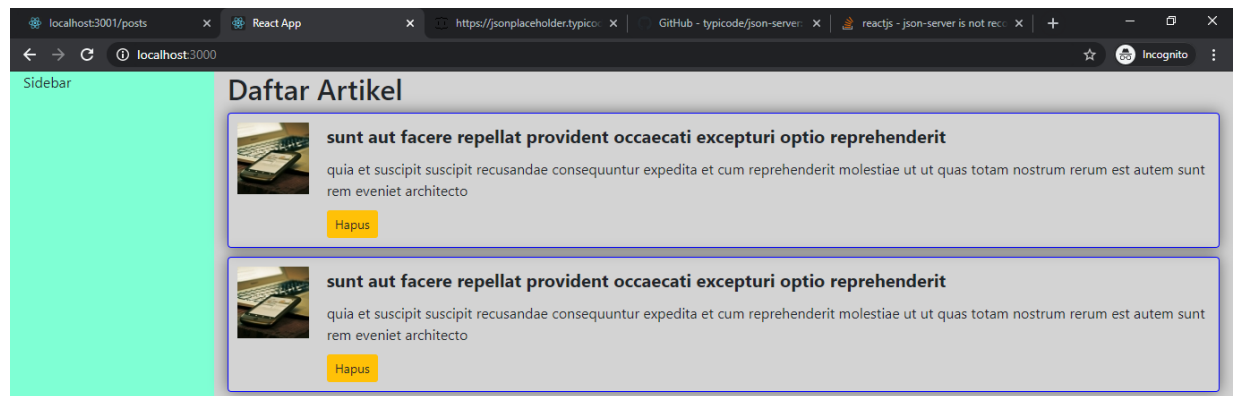 localhost:3001/posts
React App
https://jsonplaceholder.typico
GitHub - typicode/json-server:
reactjs - json-server is not reco
localhost:3000
Incognito
Sidebar
Daftar Artikel
sunt aut facere repellat provident occaecati excepturi optio reprehenderit
quia et suscipit suscipit recusandae consequuntur expedita et cum reprehenderit molestiae ut ut quas totam nostrum rerum est autem sunt
rem eveniet architecto
Hapus
sunt aut facere repellat provident occaecati excepturi optio reprehenderit
quia et suscipit suscipit recusandae consequuntur expedita et cum reprehenderit molestiae ut ut quas totam nostrum rerum est autem sunt
rem eveniet architecto
Hapus